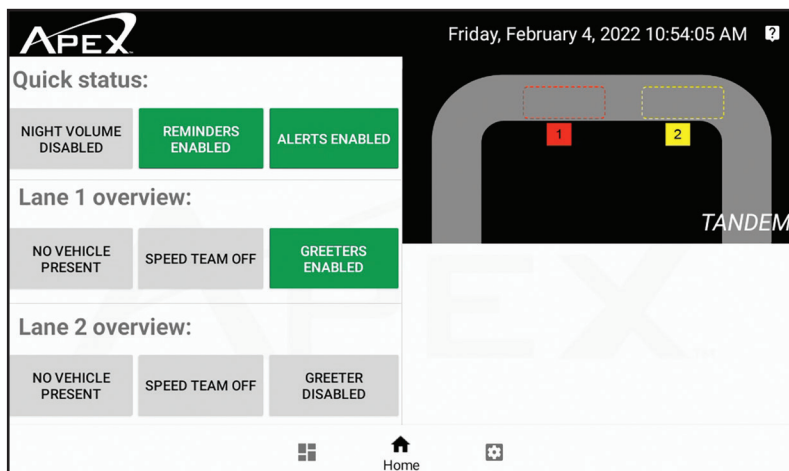 APEX
Friday, February 4, 2022 10:54:05 AM
?
Quick status:
NIGHT VOLUME
DISABLED
REMINDERS
ENABLED
ALERTS ENABLED
1
2
TANDEM
Lane 1 overview:
NO VEHICLE
PRESENT
SPEED TEAM OFF
GREETERS
ENABLED
Lane 2 overview:
NO VEHICLE
PRESENT
SPEED TEAM OFF
GREETER
DISABLED
APEX
Home